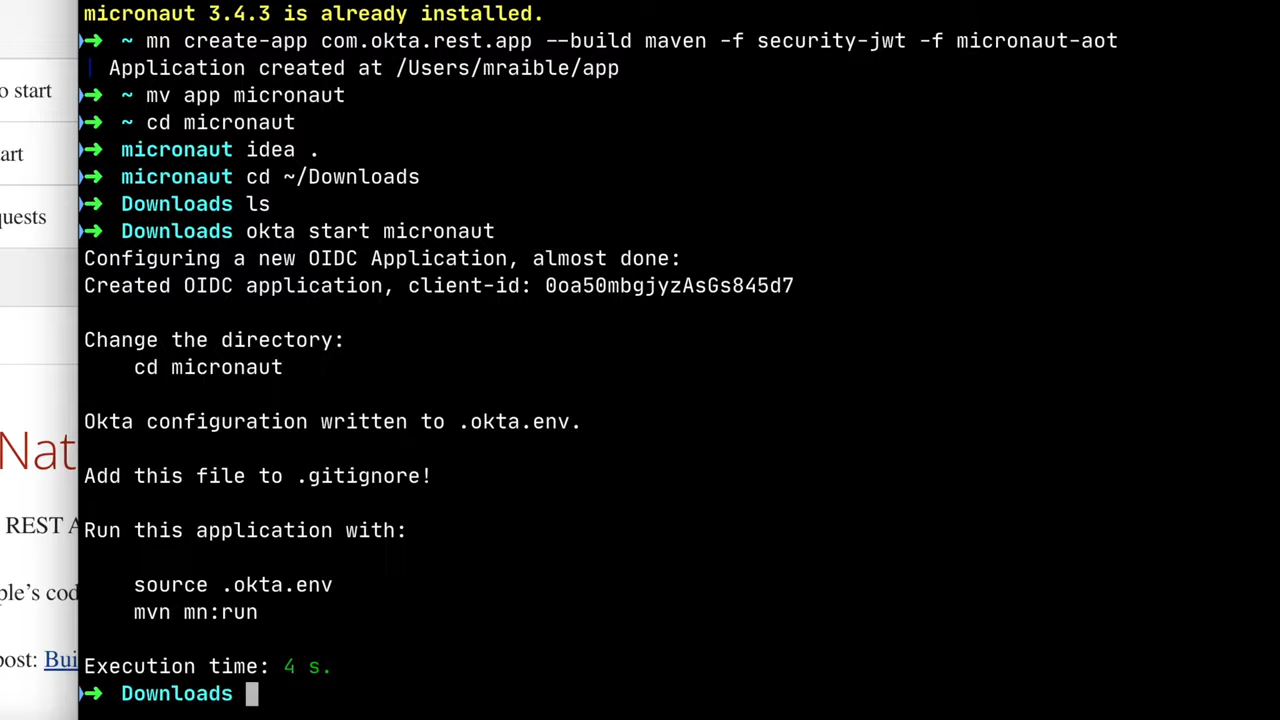 micronaut 3.4.3 is already installed.
➜ ~ mn create-app com.okta.rest.app --build maven -f security-jwt -f micronaut-aot
| Application created at /Users/mraible/app
➜ ~ mv app micronaut
➜ ~ cd micronaut
➜ micronaut idea .
➜ micronaut cd ~/Downloads
➜ Downloads ls
➜ Downloads okta start micronaut
Configuring a new OIDC Application, almost done:
Created OIDC application, client-id: 0oa50mbgjyzAsGs845d7
Change the directory:
cd micronaut
Okta configuration written to .okta.env.
Add this file to .gitignore!
Run this application with:
source .okta.env
mvn mn:run
Execution time: 4 s.
➜ Downloads
o start
art
quests
Nat
REST A
ple's cod
post: Bui